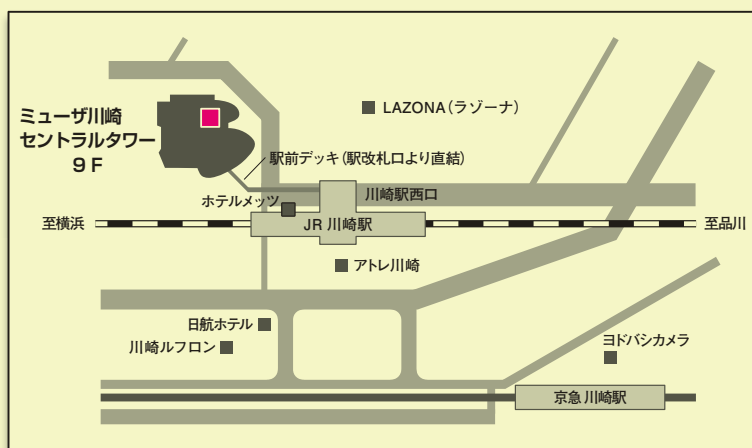 ミューザ川崎
セントラルタワー
9F
LAZONA(ラゾーナ)
駅前デッキ(駅改札口より直結)
川崎駅西口
ホテルメッツ
至横浜
JR 川崎駅
至品川
アトレ川崎
日航ホテル
川崎ルフロン
ヨドバシカメラ
京急川崎駅